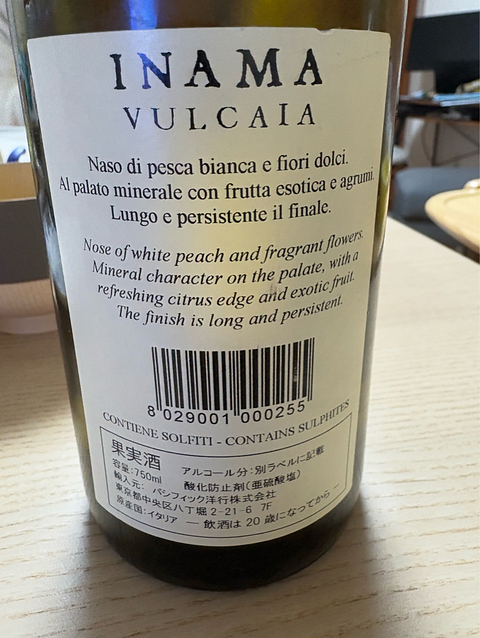 INAMA
VULCAIA
Naso di pesca bianca e fiori dolci.
Al palato minerale con frutta esotica e agrumi.
Lungo e persistente il finale.
Nose of white peach and fragrant flowers.
Mineral character on the palate, with a
refreshing citrus edge and exotic fruit.
The finish is long and persistent.
8 029001 000255
CONTIENE SOLFITI - CONTAINS SULPHITES
果実酒 アルコール分:別ラベルに記載
容量:750ml 酸化防止剤(亜硫酸塩)
輸入元: パシフィック洋行株式会社
東京都中央区八丁堀2-21-6 7F
原産国:イタリア — 飲酒は20歳になってから —